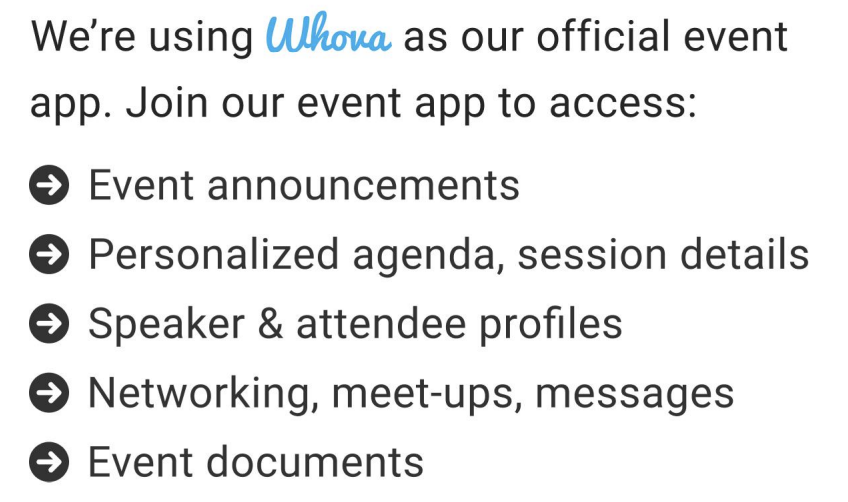 We’re using Whova as our official event
app. Join our event app to access:
Event announcements
Personalized agenda, session details
Speaker & attendee profiles
Networking, meet-ups, messages
Event documents